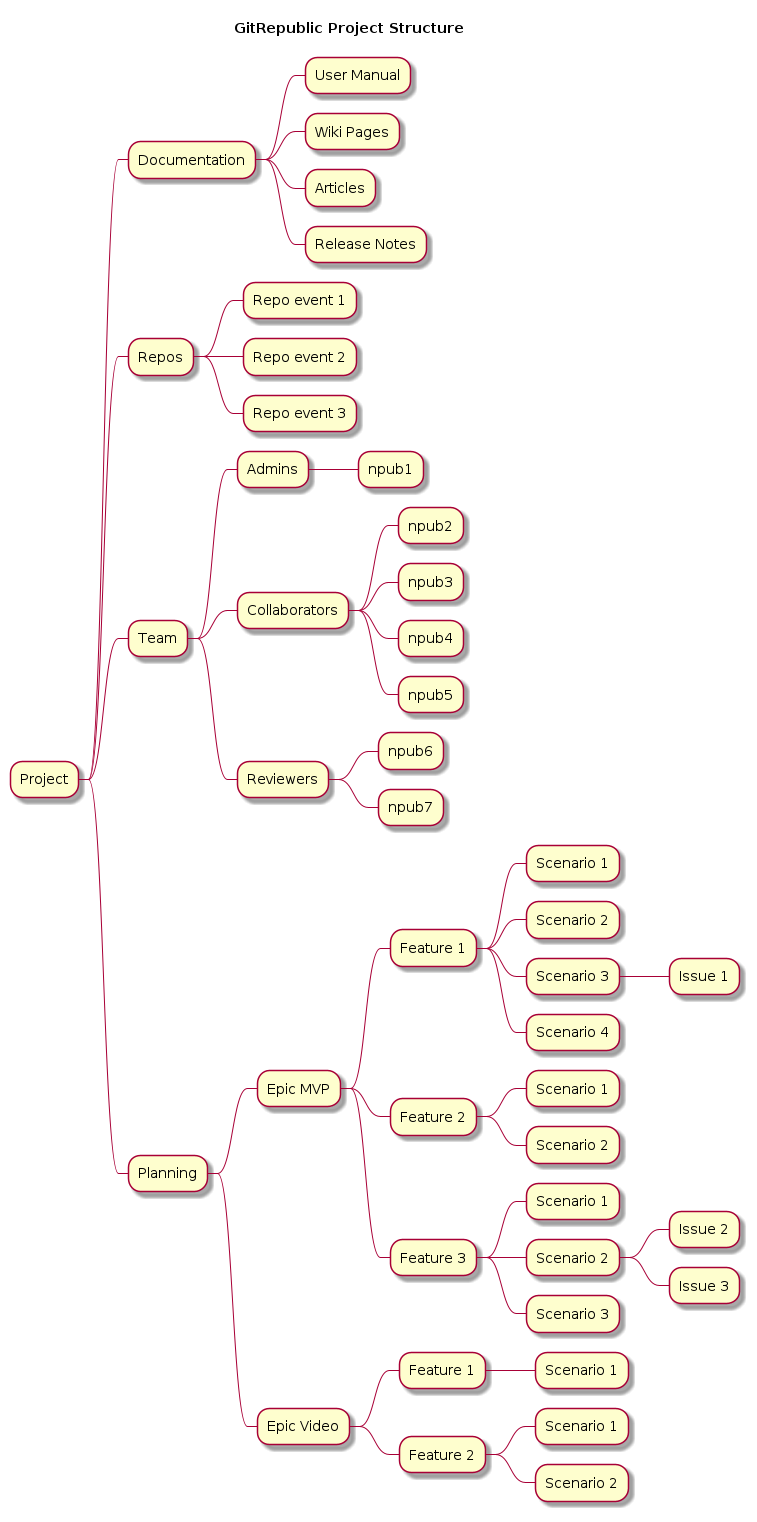 GitRepublic Project Structure
User Manual
Wiki Pages
Documentation
Articles
Release Notes
Repo event 1
Repos
Repo event 2
Repo event 3
Admins
npub1
npub2
npub3
Collaborators
Team
npub4
npub5
npub6
Project
Reviewers
npub7
Scenario 1
Scenario 2
Feature 1
Scenario 3
Issue 1
Scenario 4
Epic MVP
Scenario 1
Feature 2
Scenario 2
Planning
Scenario 1
Issue 2
Feature 3
Scenario 2
Issue 3
Scenario 3
Feature 1
Scenario 1
Epic Video
Scenario 1
Feature 2
Scenario 2